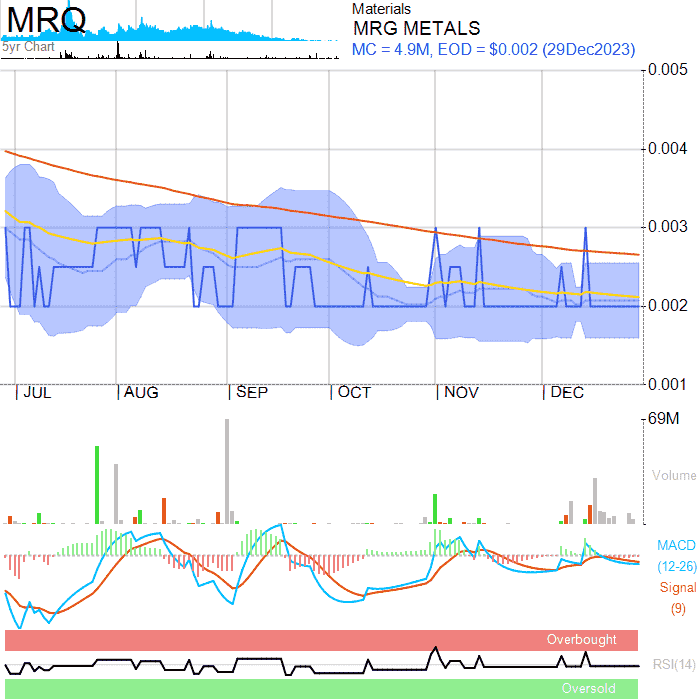 MRQ
5yr Chart
Materials
MRG METALS
MC = 4.9M, EOD = $0.002 (29Dec2023)
0.005
0.004
0.003
0.002
0.001
JUL AUG SEP OCT NOV DEC
69M
Volume
MACD
(12-26)
Signal
(9)
Overbought
RSI(14)
Oversold